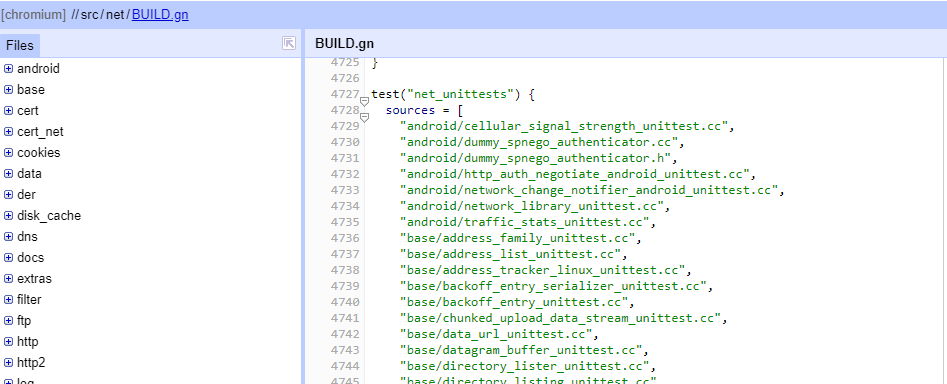 [chromium] //src/net/BUILD.gn
Files
android
base
cert
cert_net
cookies
data
der
disk_cache
dns
docs
extras
filter
ftp
http
http2
log
BUILD.gn
4725 }
4726
4727 test("net_unittests") {
4728 sources = [
4729 "android/cellular_signal_strength_unittest.cc",
4730 "android/dummy_spnego_authenticator.cc",
4731 "android/dummy_spnego_authenticator.h",
4732 "android/http_auth_negotiate_android_unittest.cc",
4733 "android/network_change_notifier_android_unittest.cc",
4734 "android/network_library_unittest.cc",
4735 "android/traffic_stats_unittest.cc",
4736 "base/address_family_unittest.cc",
4737 "base/address_list_unittest.cc",
4738 "base/address_tracker_linux_unittest.cc",
4739 "base/backoff_entry_serializer_unittest.cc",
4740 "base/backoff_entry_unittest.cc",
4741 "base/chunked_upload_data_stream_unittest.cc",
4742 "base/data_url_unittest.cc",
4743 "base/datagram_buffer_unittest.cc",
4744 "base/directory_lister_unittest.cc",
4745 "base/directory_listing_unittest.cc",